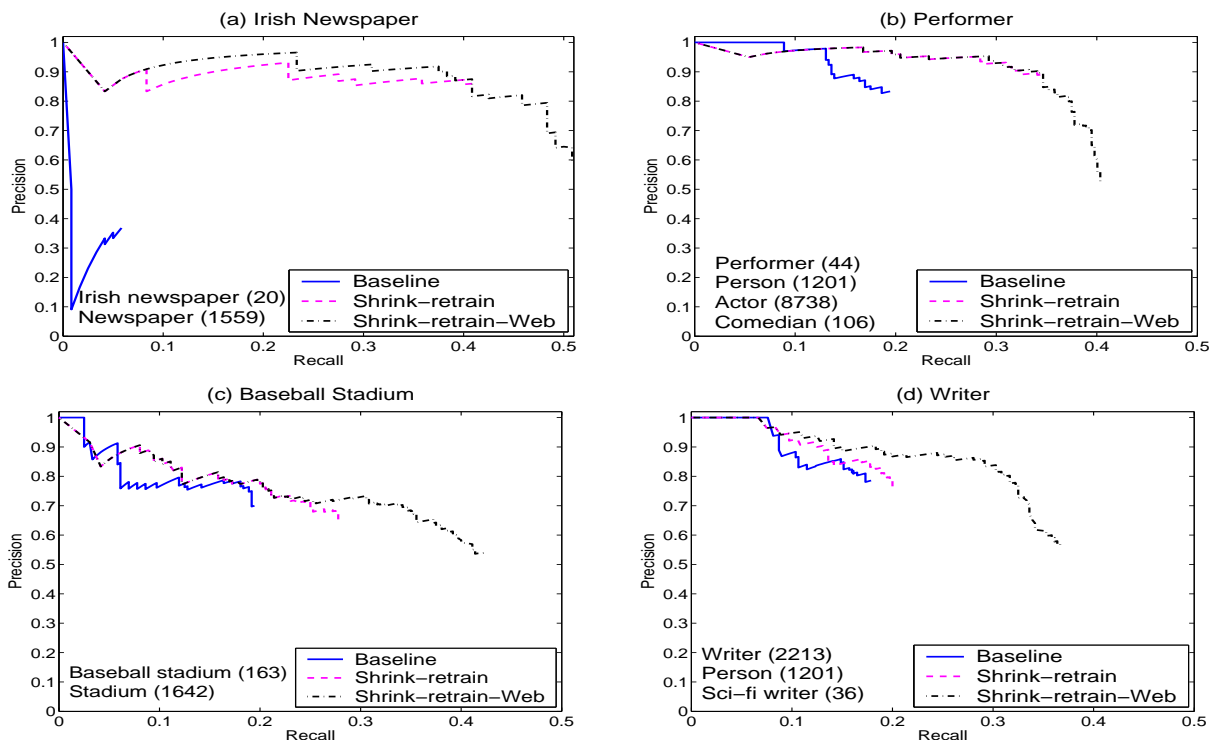 (a) Irish Newspaper
1
0.9
0.8
0.7
0.6
0.5
0.4
0.3
0.2
0.1
0
Precision
Irish newspaper (20)
Newspaper (1559)
Baseline
Shrink-retrain
Shrink-retrain-Web
0 0.1 0.2 0.3 0.4 0.5
Recall
(b) Performer
1
0.9
0.8
0.7
0.6
0.5
0.4
0.3
0.2
0.1
0
Precision
Performer (44)
Person (1201)
Actor (8738)
Comedian (106)
Baseline
Shrink-retrain
Shrink-retrain-Web
0 0.1 0.2 0.3 0.4 0.5
Recall
(c) Baseball Stadium
1
0.9
0.8
0.7
0.6
0.5
0.4
0.3
0.2
0.1
0
Precision
Baseball stadium (163)
Stadium (1642)
Baseline
Shrink-retrain
Shrink-retrain-Web
0 0.1 0.2 0.3 0.4 0.5
Recall
(d) Writer
1
0.9
0.8
0.7
0.6
0.5
0.4
0.3
0.2
0.1
0
Precision
Writer (2213)
Person (1201)
Sci-fi writer (36)
Baseline
Shrink-retrain
Shrink-retrain-Web
0 0.1 0.2 0.3 0.4 0.5
Recall